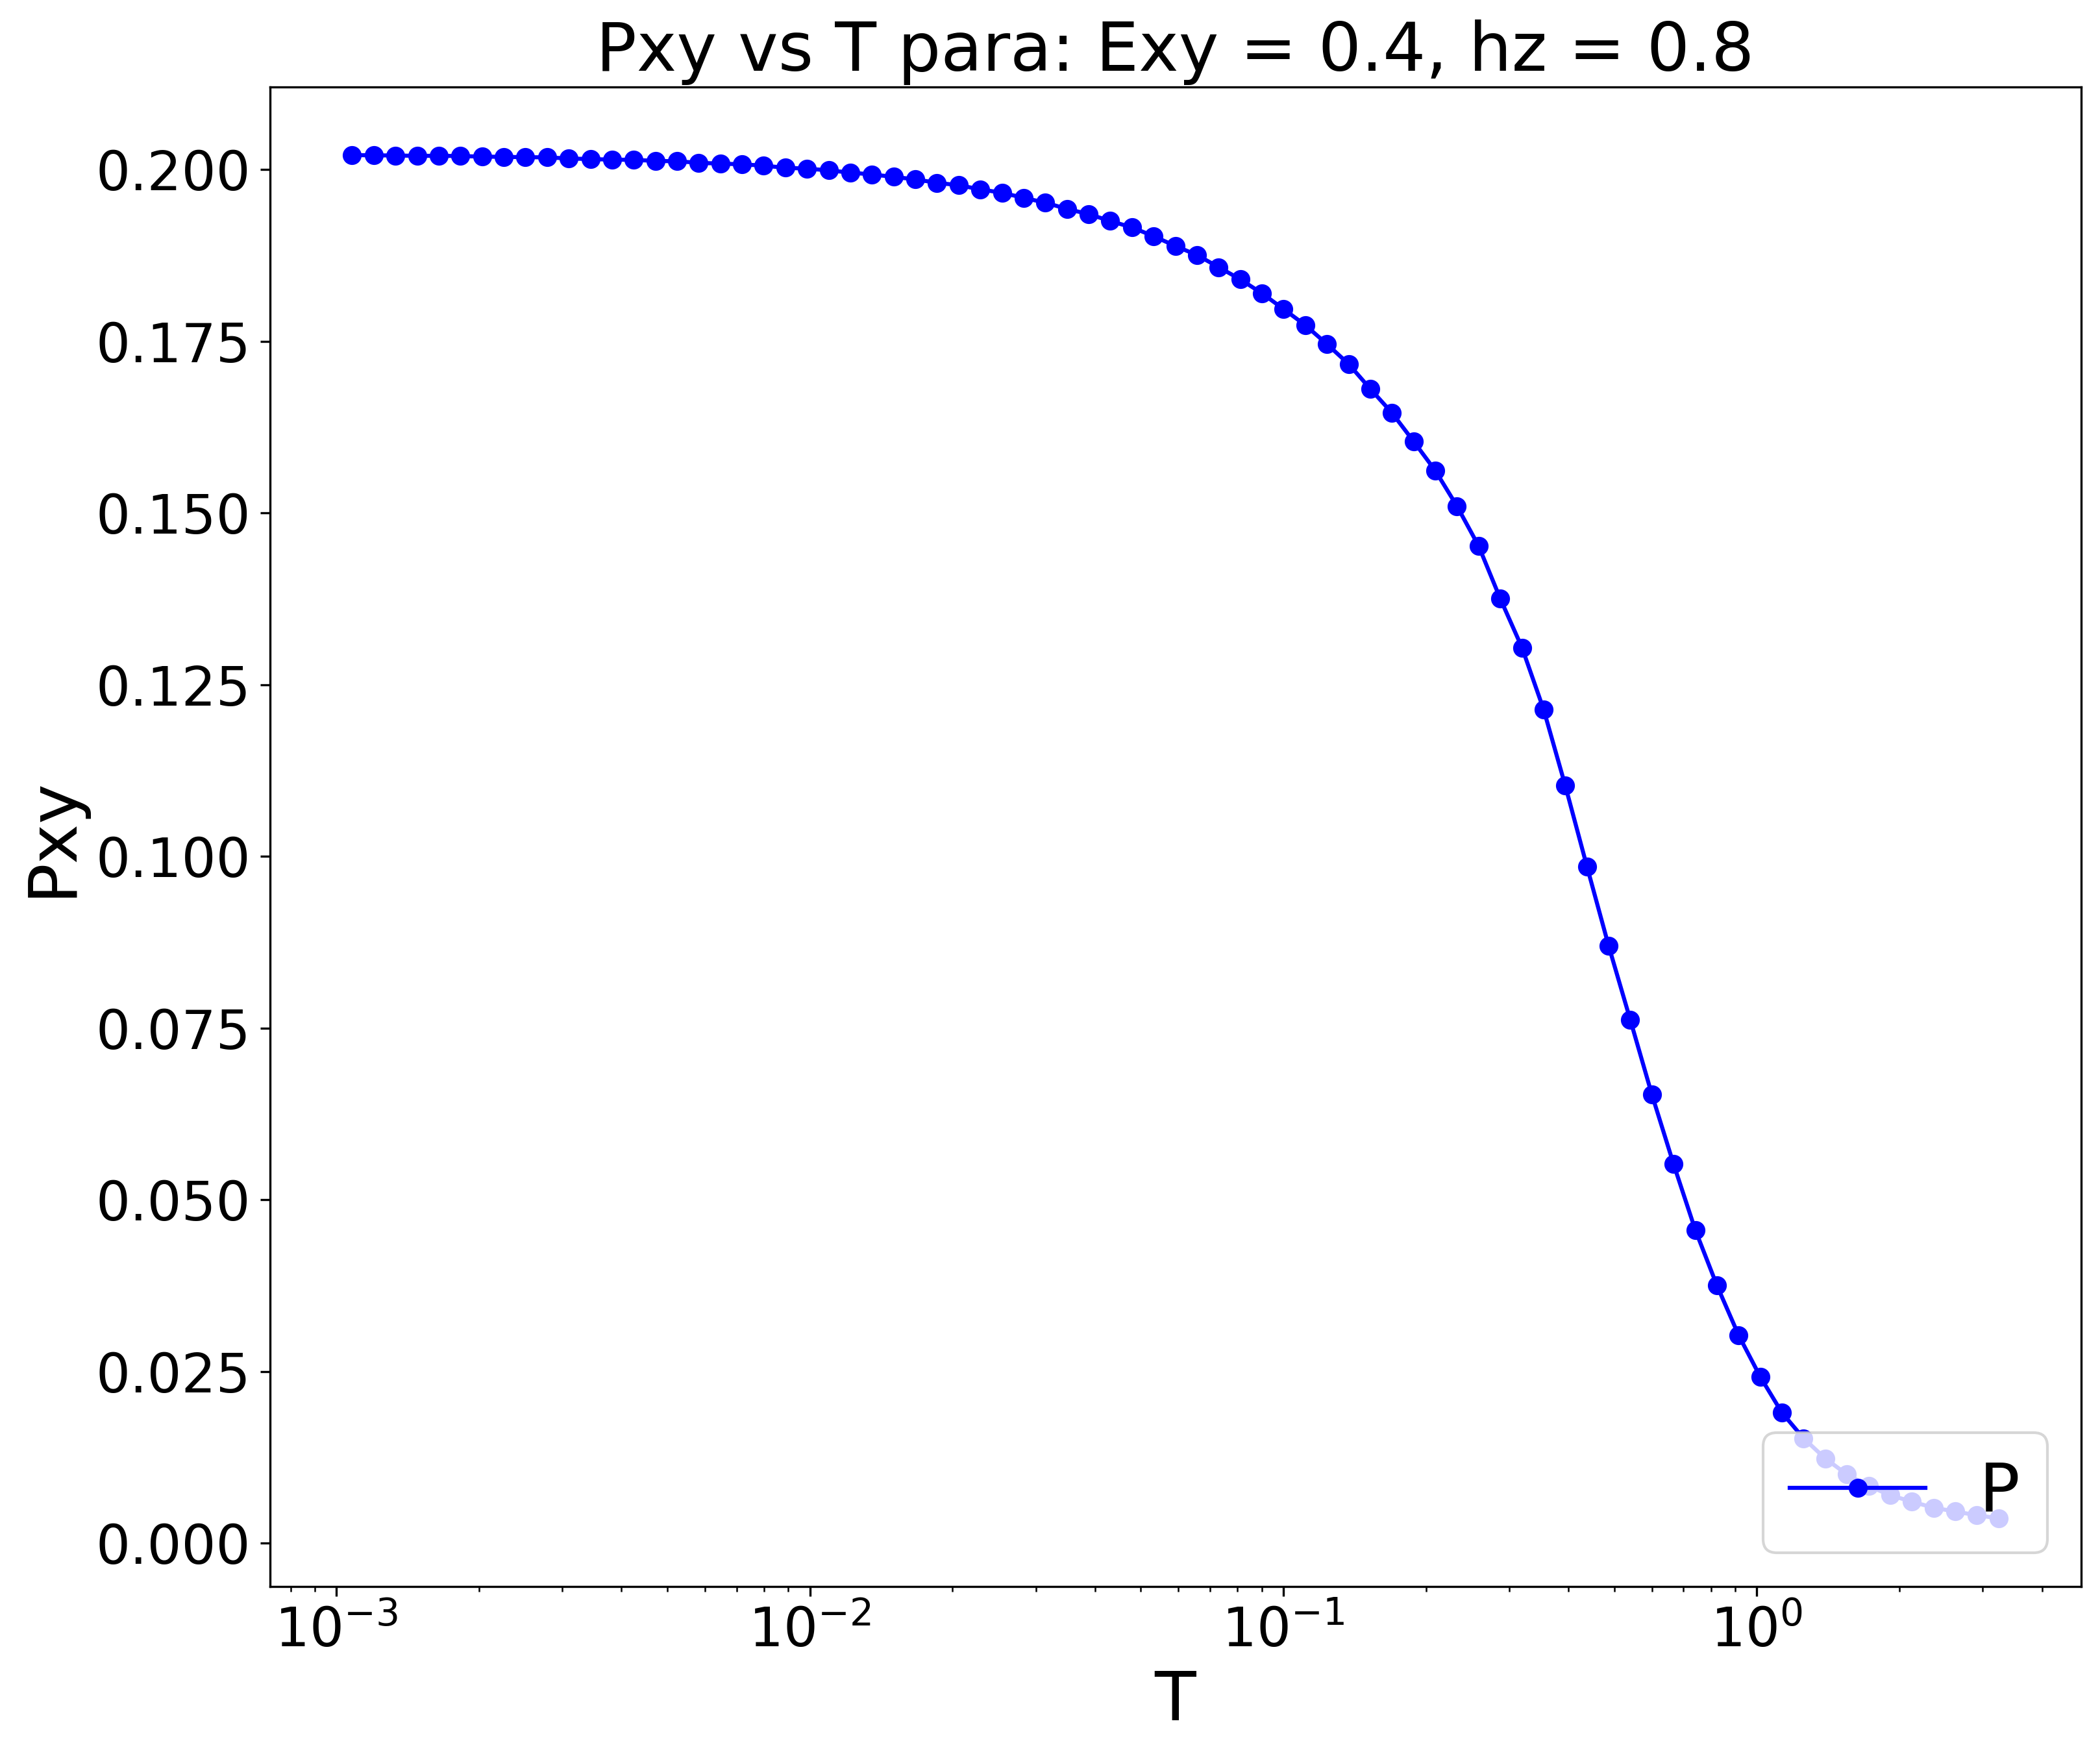 Pxy vs T para: Exy = 0.4, hz = 0.8
0.200
0.175
0.150
0.125
0.100
0.075
0.050
0.025
0.000
Pxy
P
10⁻³ 10⁻² 10⁻¹ 10⁰
T